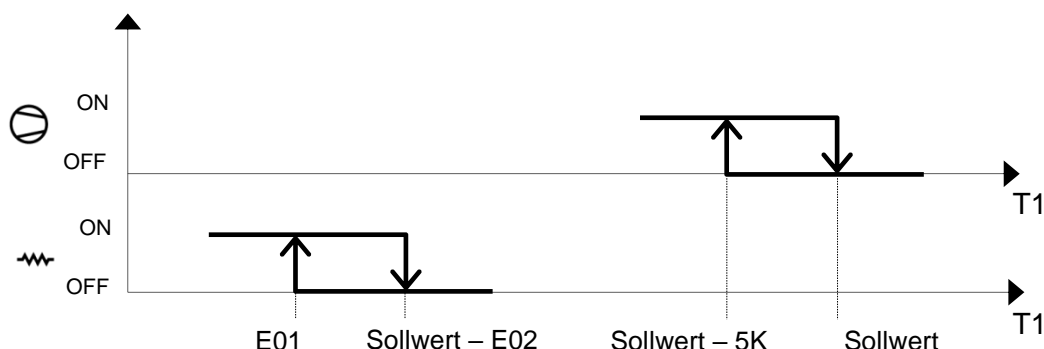 ON
OFF
T1
ON
OFF
T1
E01 Sollwert – E02 Sollwert – 5K Sollwert